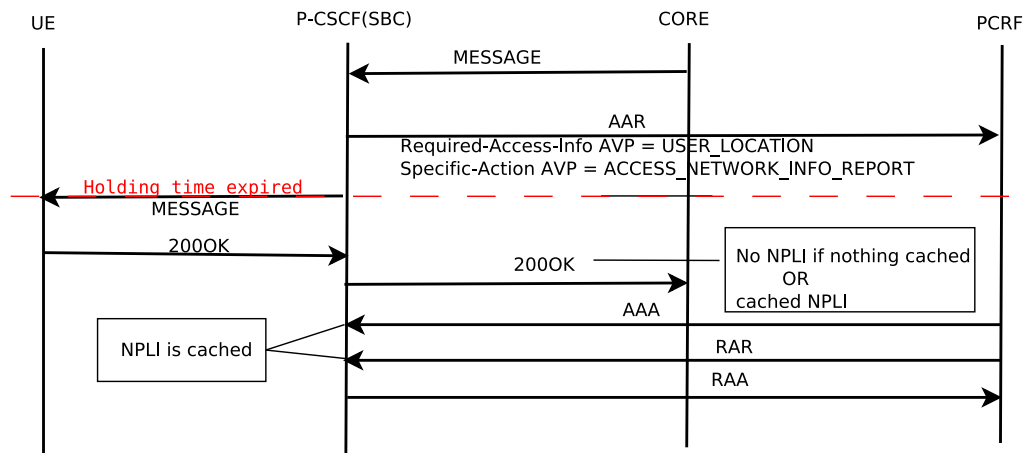 UE
P-CSCF(SBC)
CORE
PCRF
MESSAGE
AAR
Required-Access-Info AVP = USER_LOCATION
Specific-Action AVP = ACCESS_NETWORK_INFO_REPORT
Holding time expired
MESSAGE
200OK
200OK
No NPLI if nothing cached
OR
cached NPLI
AAA
NPLI is cached
RAR
RAA